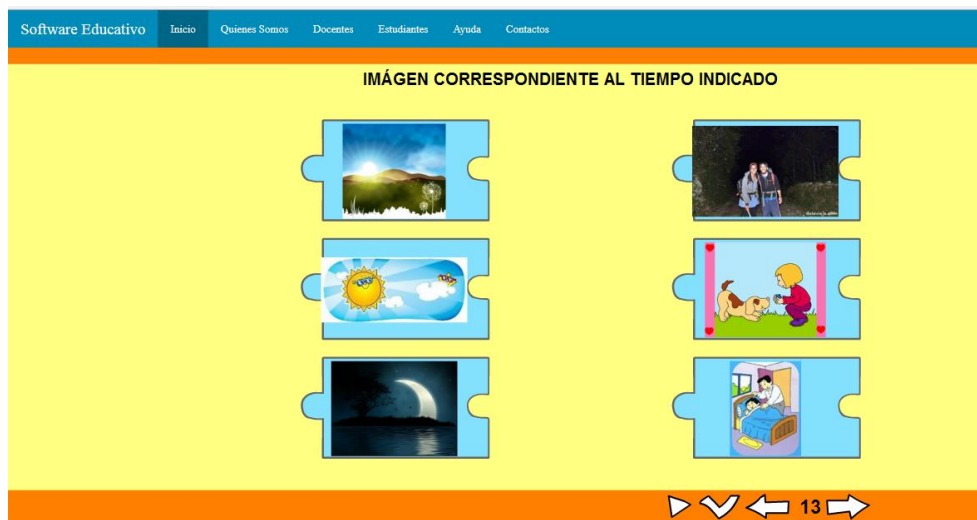 Software Educativo Inicio Quienes Somos Docentes Estudiantes Ayuda Contactos
IMÁGEN CORRESPONDIENTE AL TIEMPO INDICADO
13